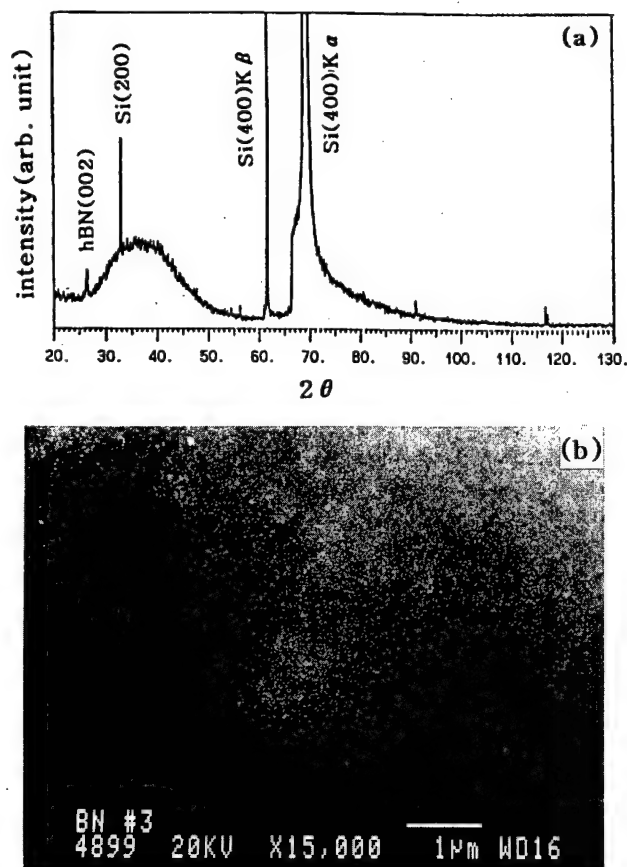 (a)
intensity(arb. unit)
hBN(002)
Si(200)
Si(400)K β
Si(400)K α
20. 30. 40. 50. 60. 70. 80. 90. 100. 110. 120. 130.
2 θ
(b)
BN #3
4899 20KV X15,000 1μm WD16